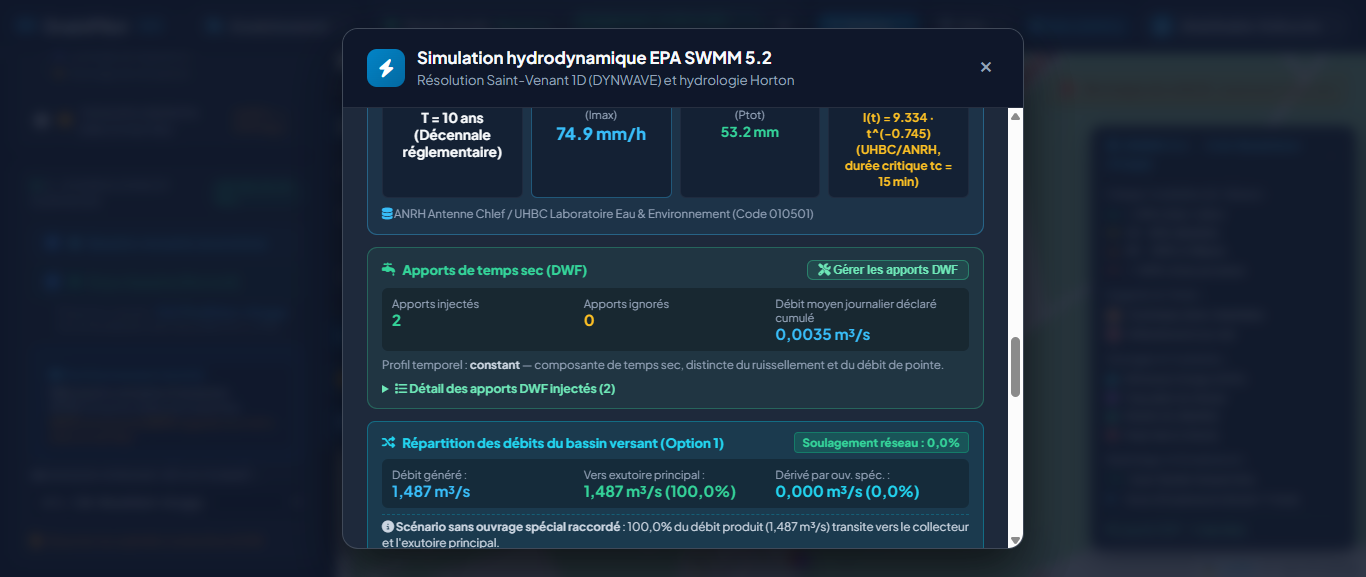 Simulation hydrodynamique EPA SWMM 5.2
Résolution Saint-Venant 1D (DYNWAVE) et hydrologie Horton
×
T = 10 ans
(Décennale
réglementaire)
(Imax)
74.9 mm/h
(Ptot)
53.2 mm
I(t) = 9.334 ·
t^(-0.745)
(UHBC/ANRH,
durée critique tc =
15 min)
ANRH Antenne Chlef / UHBC Laboratoire Eau & Environnement (Code 010501)
Apports de temps sec (DWF)
Gérer les apports DWF
Apports injectés
2
Apports ignorés
0
Débit moyen journalier déclaré
cumulé
0,0035 m³/s
Profil temporel : constant — composante de temps sec, distincte du ruissellement et du débit de pointe.
Détail des apports DWF injectés (2)
Répartition des débits du bassin versant (Option 1)
Soulagement réseau : 0,0%
Débit généré :
1,487 m³/s
Vers exutoire principal :
1,487 m³/s (100,0%)
Dérivé par ouv. spéc. :
0,000 m³/s (0,0%)
Scénario sans ouvrage spécial raccordé : 100,0% du débit produit (1,487 m³/s) transite vers le collecteur
et l'exutoire principal.